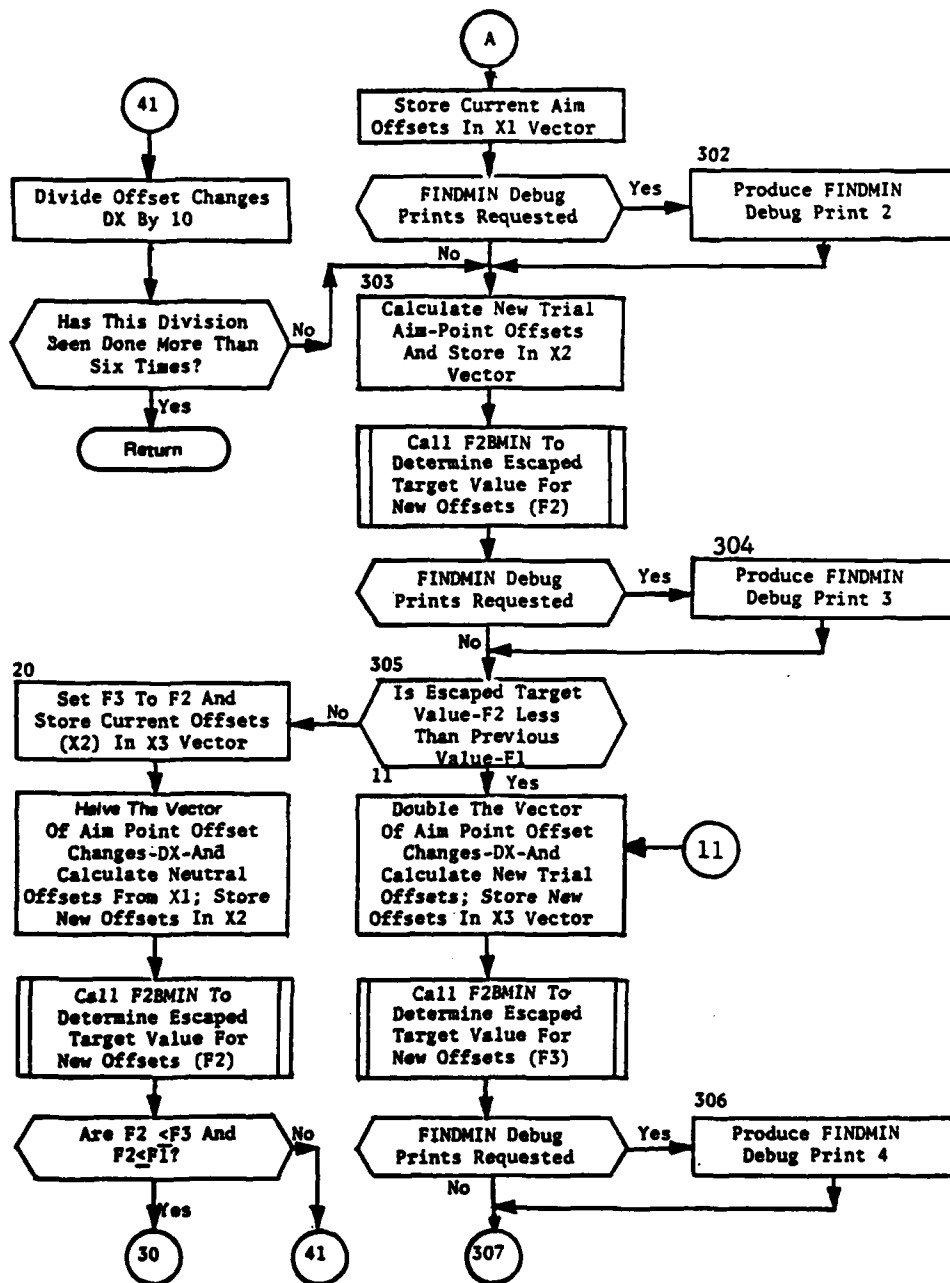 A
Store Current Aim
Offsets In X1 Vector
41
Divide Offset Changes
DX By 10
FINDMIN Debug
Prints Requested
Yes
302
Produce FINDMIN
Debug Print 2
No
Has This Division
Been Done More Than
Six Times?
No
Yes
Return
303
Calculate New Trial
Aim-Point Offsets
And Store In X2
Vector
Call F2BMIN To
Determine Escaped
Target Value For
New Offsets (F2)
FINDMIN Debug
Prints Requested
Yes
304
Produce FINDMIN
Debug Print 3
No
305
Is Escaped Target
Value-F2 Less
Than Previous
Value-F1
No
Yes
20
Set F3 To F2 And
Store Current Offsets
(X2) In X3 Vector
Halve The Vector
Of Aim Point Offset
Changes-DX-And
Calculate Neutral
Offsets From X1; Store
New Offsets In X2
Call F2BMIN To
Determine Escaped
Target Value For
New Offsets (F2)
Are F2 ≤F3 And
F2≤F1?
No
Yes
30
41
11
Double The Vector
Of Aim Point Offset
Changes-DX-And
Calculate New Trial
Offsets; Store New
Offsets In X3 Vector
11
Call F2BMIN To
Determine Escaped
Target Value For
New Offsets (F3)
FINDMIN Debug
Prints Requested
Yes
306
Produce FINDMIN
Debug Print 4
No
307